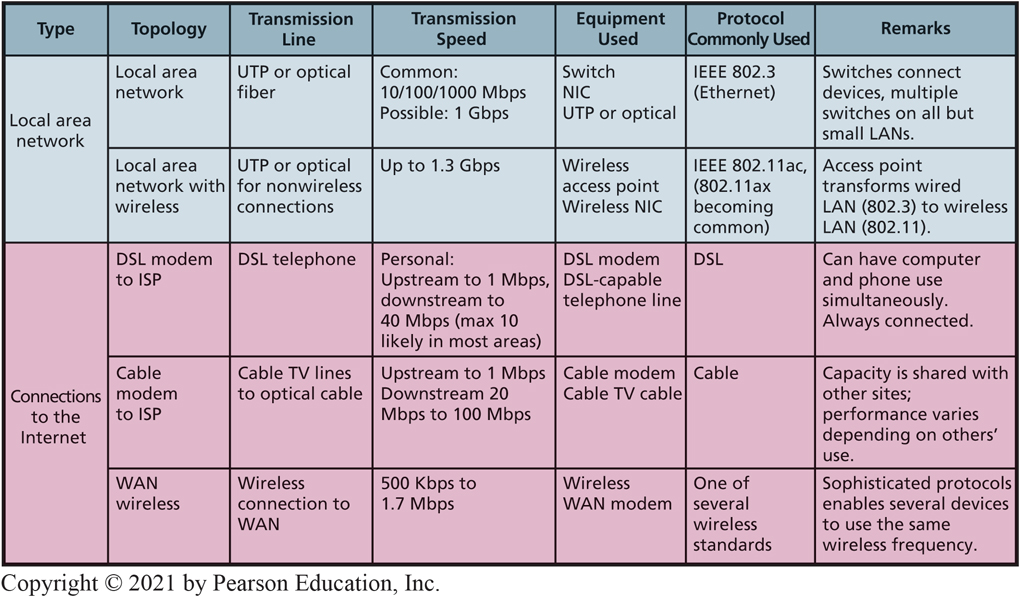 Type
Topology
Transmission
Line
Transmission
Speed
Equipment
Used
Protocol
Commonly Used
Remarks
Local area
network
Local area
network
UTP or optical
fiber
Common:
10/100/1000 Mbps
Possible: 1 Gbps
Switch
NIC
UTP or optical
IEEE 802.3
(Ethernet)
Switches connect
devices, multiple
switches on all but
small LANs.
Local area
network with
wireless
UTP or optical
for nonwireless
connections
Up to 1.3 Gbps
Wireless
access point
Wireless NIC
IEEE 802.11ac,
(802.11ax
becoming
common)
Access point
transforms wired
LAN (802.3) to wireless
LAN (802.11).
Connections
to the
Internet
DSL modem
to ISP
DSL telephone
Personal:
Upstream to 1 Mbps,
downstream to
40 Mbps (max 10
likely in most areas)
DSL modem
DSL-capable
telephone line
DSL
Can have computer
and phone use
simultaneously.
Always connected.
Cable
modem
to ISP
Cable TV lines
to optical cable
Upstream to 1 Mbps
Downstream 20
Mbps to 100 Mbps
Cable modem
Cable TV cable
Cable
Capacity is shared with
other sites;
performance varies
depending on others’
use.
WAN
wireless
Wireless
connection to
WAN
500 Kbps to
1.7 Mbps
Wireless
WAN modem
One of
several
wireless
standards
Sophisticated protocols
enables several devices
to use the same
wireless frequency.
Copyright © 2021 by Pearson Education, Inc.